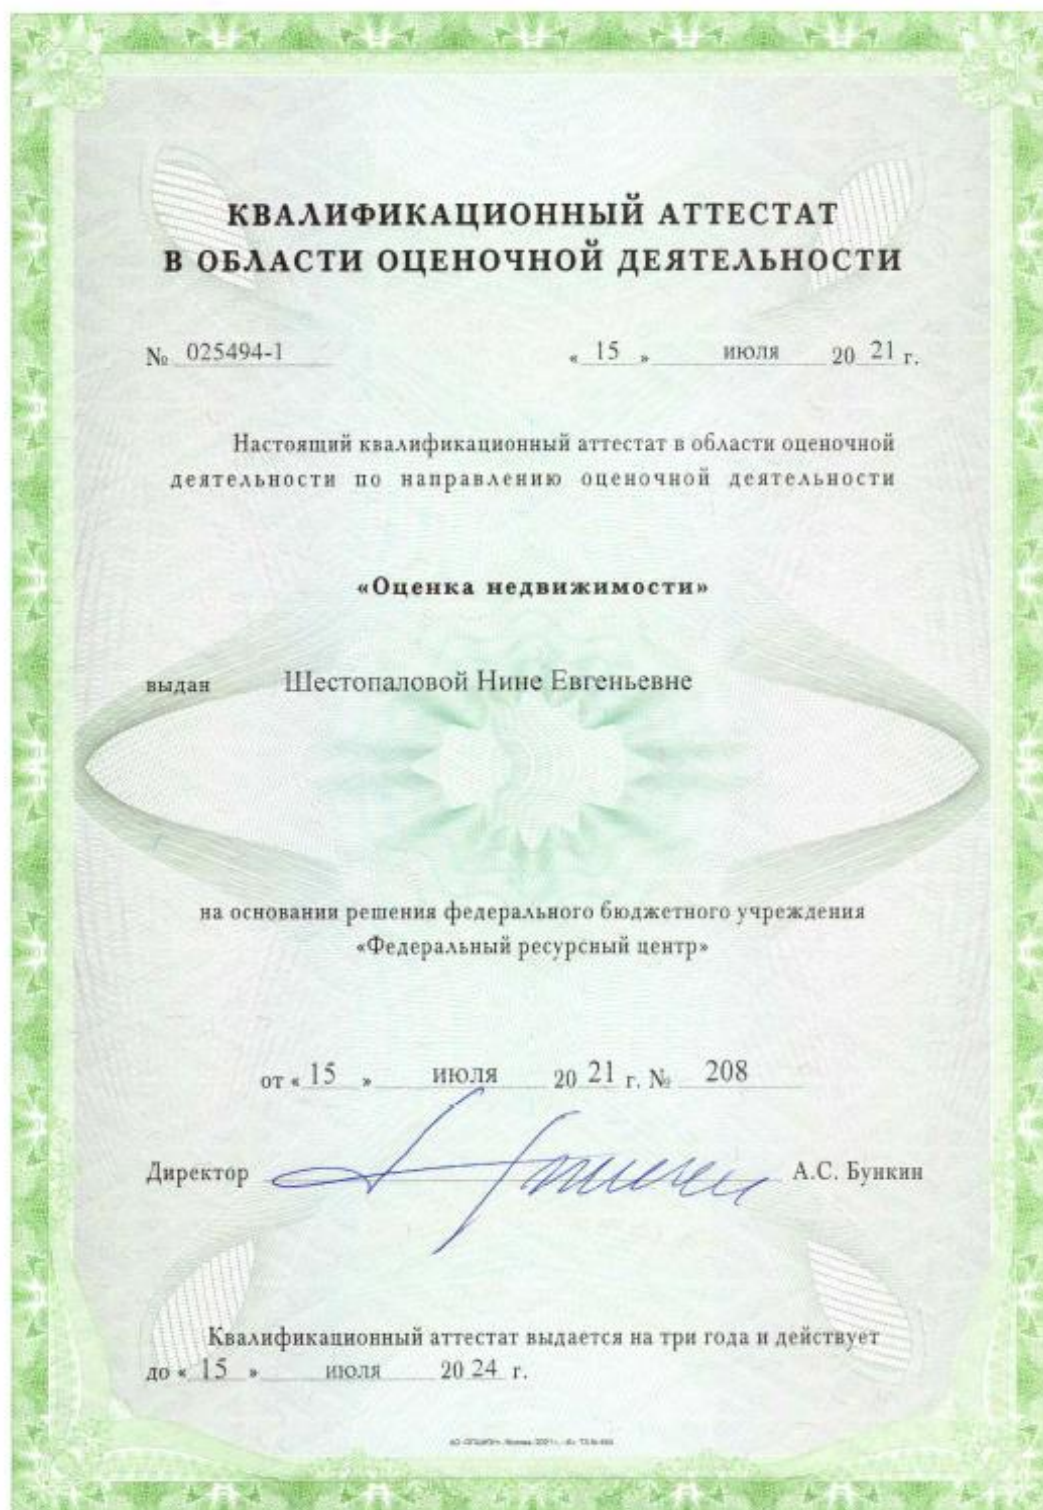 КВАЛИФИКАЦИОННЫЙ АТТЕСТАТ
В ОБЛАСТИ ОЦЕНОЧНОЙ ДЕЯТЕЛЬНОСТИ
№ 025494-1 « 15 » июля 20 21 г.
Настоящий квалификационный аттестат в области оценочной
деятельности по направлению оценочной деятельности
«Оценка недвижимости»
выдан Шестопаловой Нине Евгеньевне
на основании решения федерального бюджетного учреждения
«Федеральный ресурсный центр»
от « 15 » июля 20 21 г. № 208
Директор А.С. Бункин
Квалификационный аттестат выдается на три года и действует
до « 15 » июля 20 24 г.